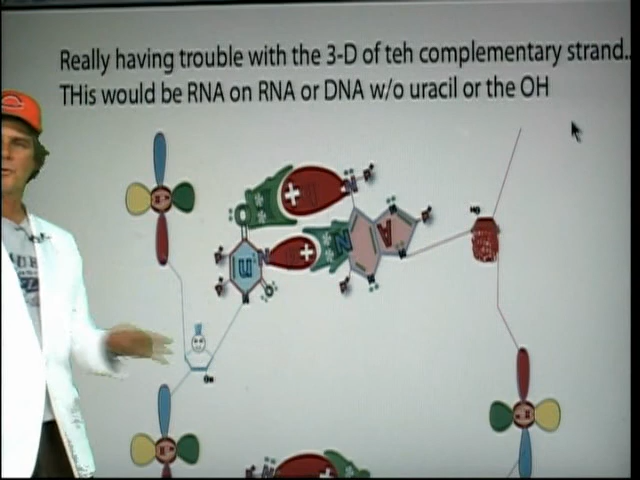 Really having trouble with the 3-D of teh complementary strand..
THis would be RNA on RNA or DNA w/o uracil or the OH
N
A
N
N